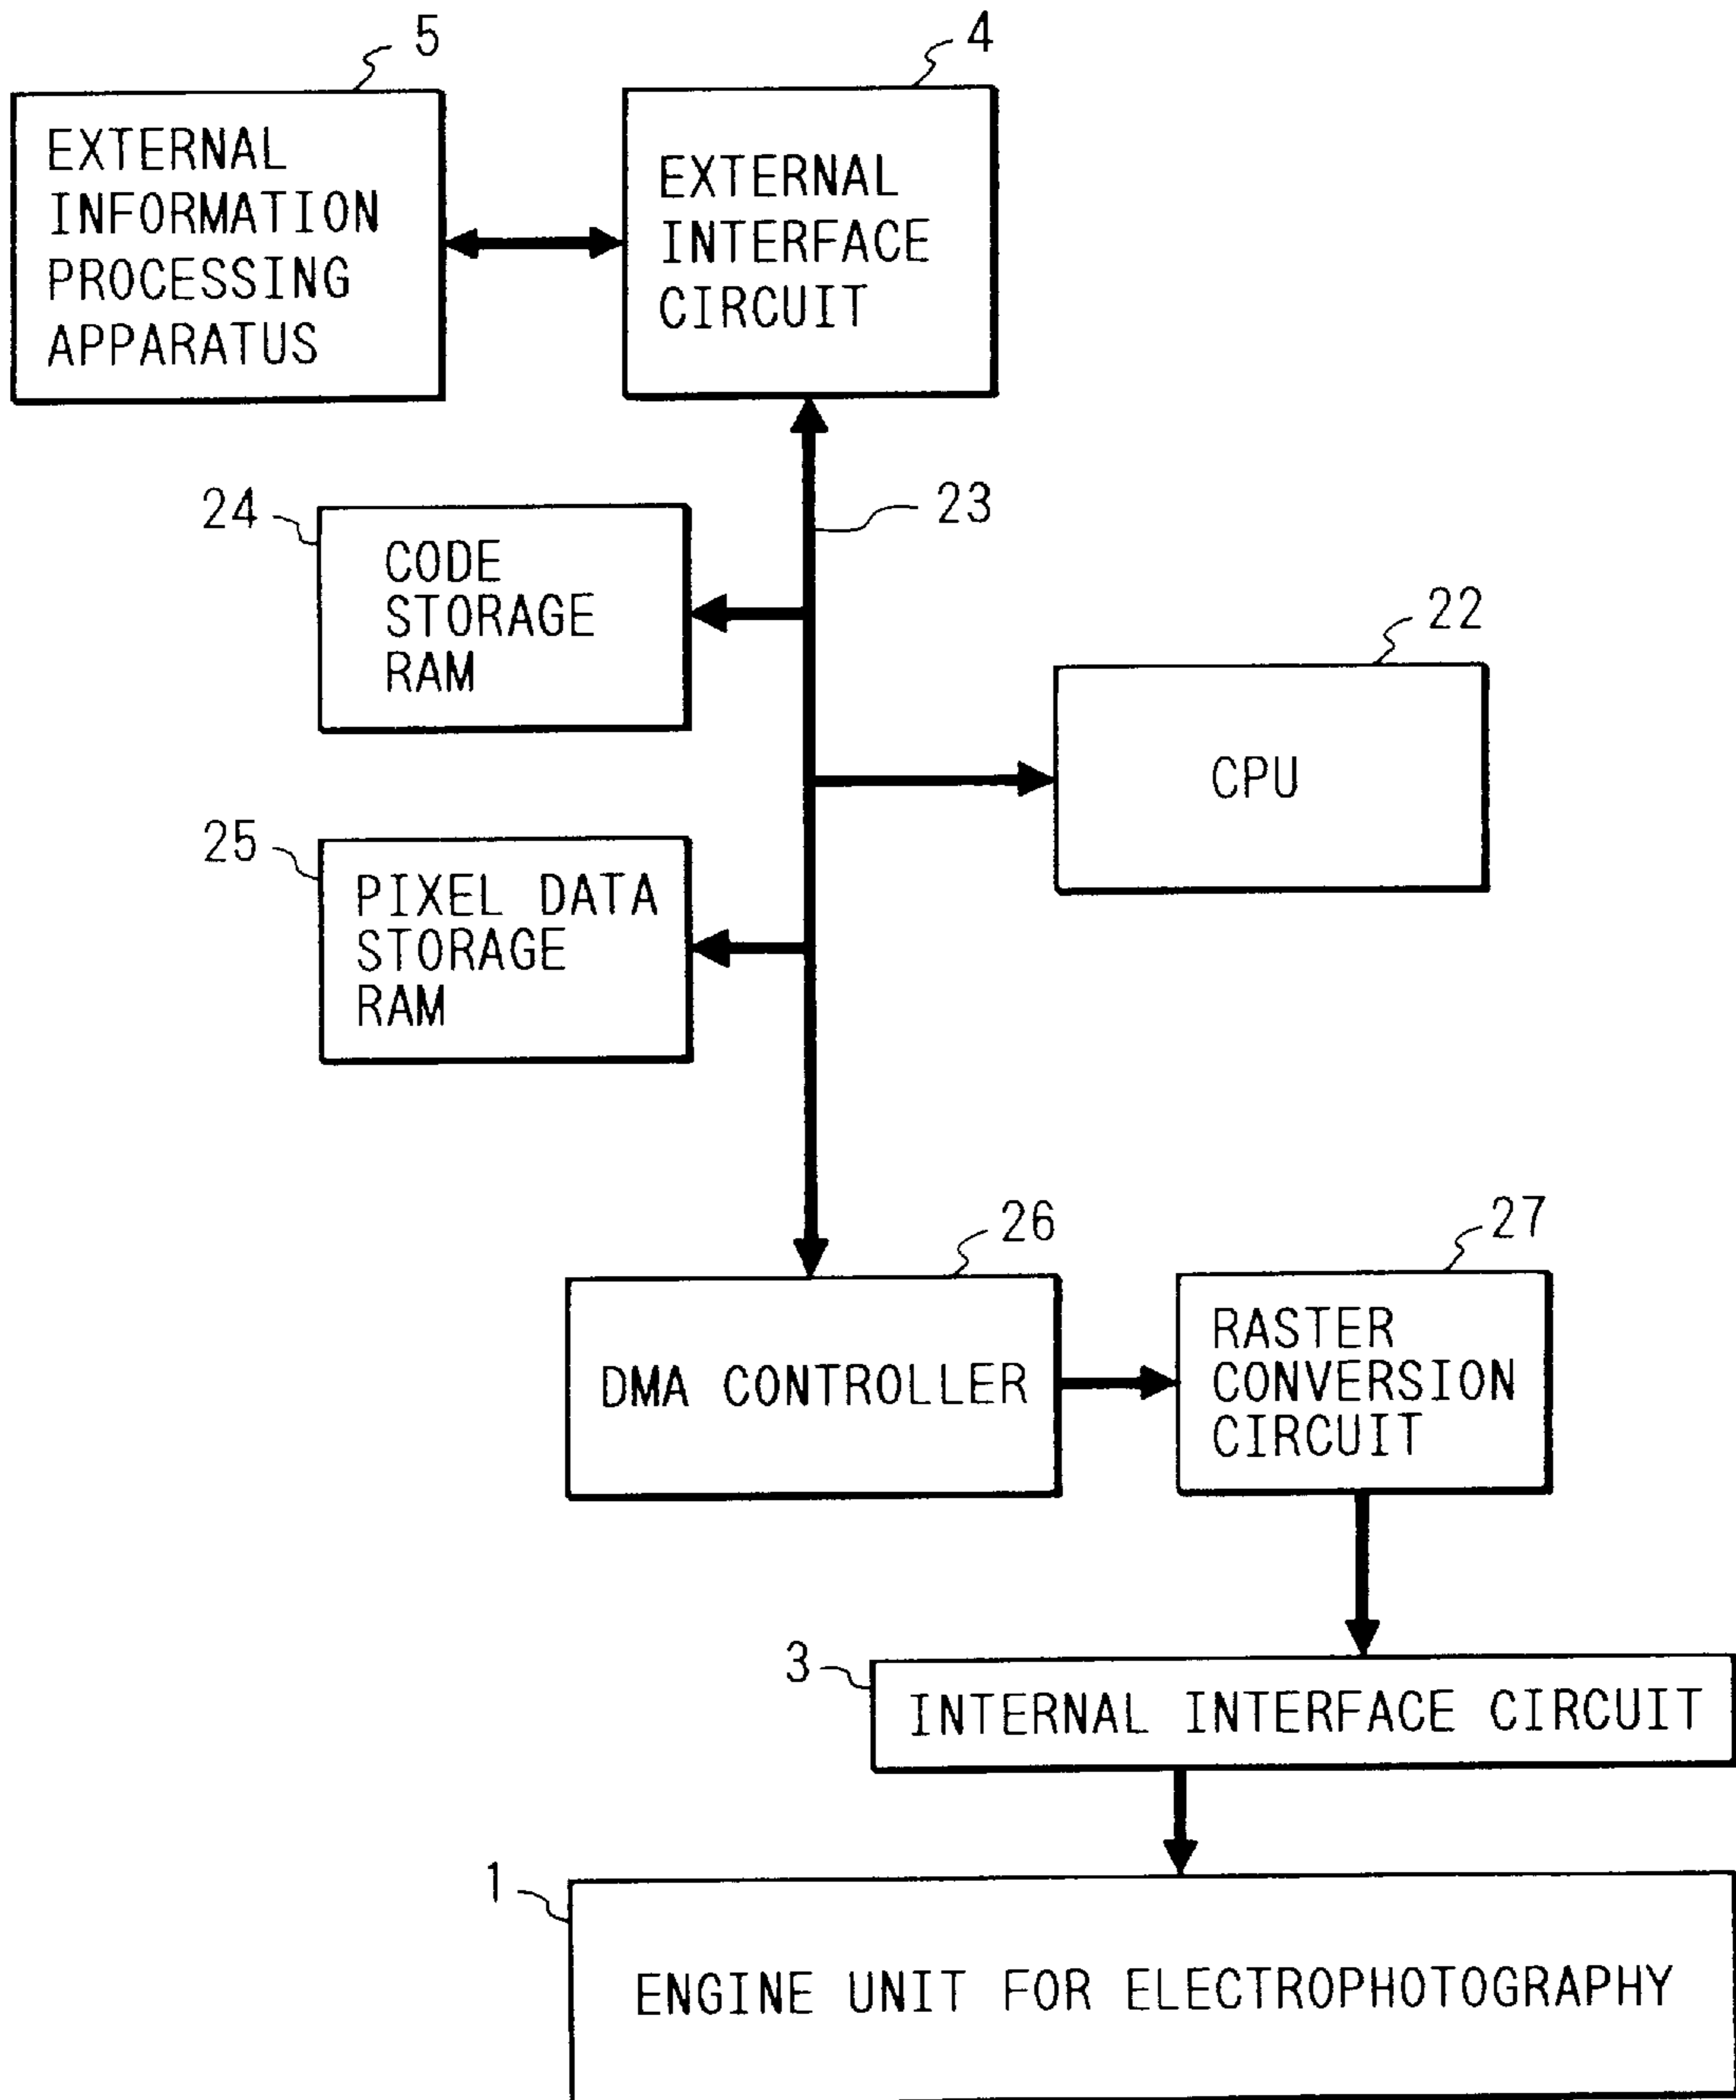 5
4
EXTERNAL
INFORMATION
PROCESSING
APPARATUS
EXTERNAL
INTERFACE
CIRCUIT
24
23
CODE
STORAGE
RAM
22
CPU
25
PIXEL DATA
STORAGE
RAM
26
27
DMA CONTROLLER
RASTER
CONVERSION
CIRCUIT
3
INTERNAL INTERFACE CIRCUIT
1
ENGINE UNIT FOR ELECTROPHOTOGRAPHY